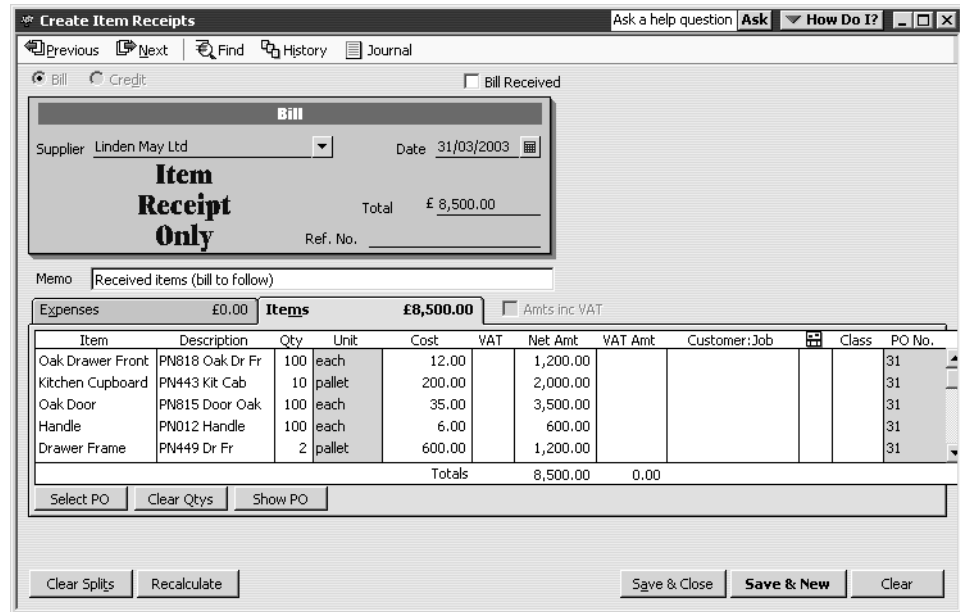 Create Item Receipts Ask a help question Ask How Do I?
Previous Next Find History Journal
Bill Credit Bill Received
Bill
Supplier Linden May Ltd Date 31/03/2003
Item
Receipt
Only
Total £ 8,500.00
Ref. No.
Memo Received items (bill to follow)
Expenses £0.00 Items £8,500.00 Amts inc VAT
Item Description Qty Unit Cost VAT Net Amt VAT Amt Customer:Job Class PO No.
Oak Drawer Front PN818 Oak Dr Fr 100 each 12.00 1,200.00 31
Kitchen Cupboard PN443 Kit Cab 10 pallet 200.00 2,000.00 31
Oak Door PN815 Door Oak 100 each 35.00 3,500.00 31
Handle PN012 Handle 100 each 6.00 600.00 31
Drawer Frame PN449 Dr Fr 2 pallet 600.00 1,200.00 31
Totals 8,500.00 0.00
Select PO Clear Qtys Show PO
Clear Splits Recalculate Save & Close Save & New Clear